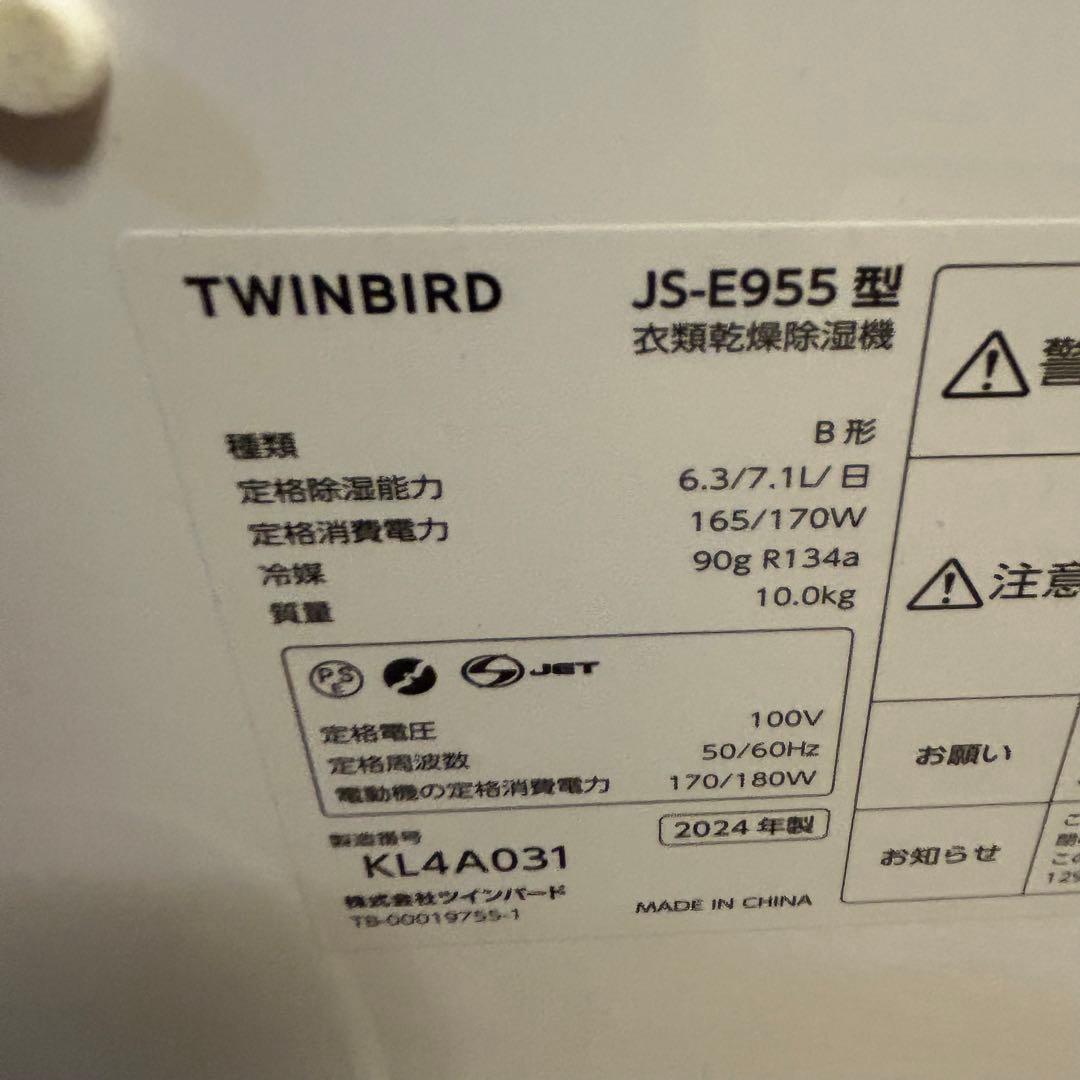 TWINBIRD
JS-E955 型
衣類乾燥除湿機
種類 B 形
定格除湿能力 6.3/7.1L/日
定格消費電力 165/170W
冷媒 90g R134a
質量 10.0kg
PSE JET
定格電圧 100V
定格周波数 50/60Hz
電動機の定格消費電力 170/180W
製造番号
KL4A031
2024 年製
株式会社ツインバード
TB-00019755-1
MADE IN CHINA
警
注意
お願い
お知らせ